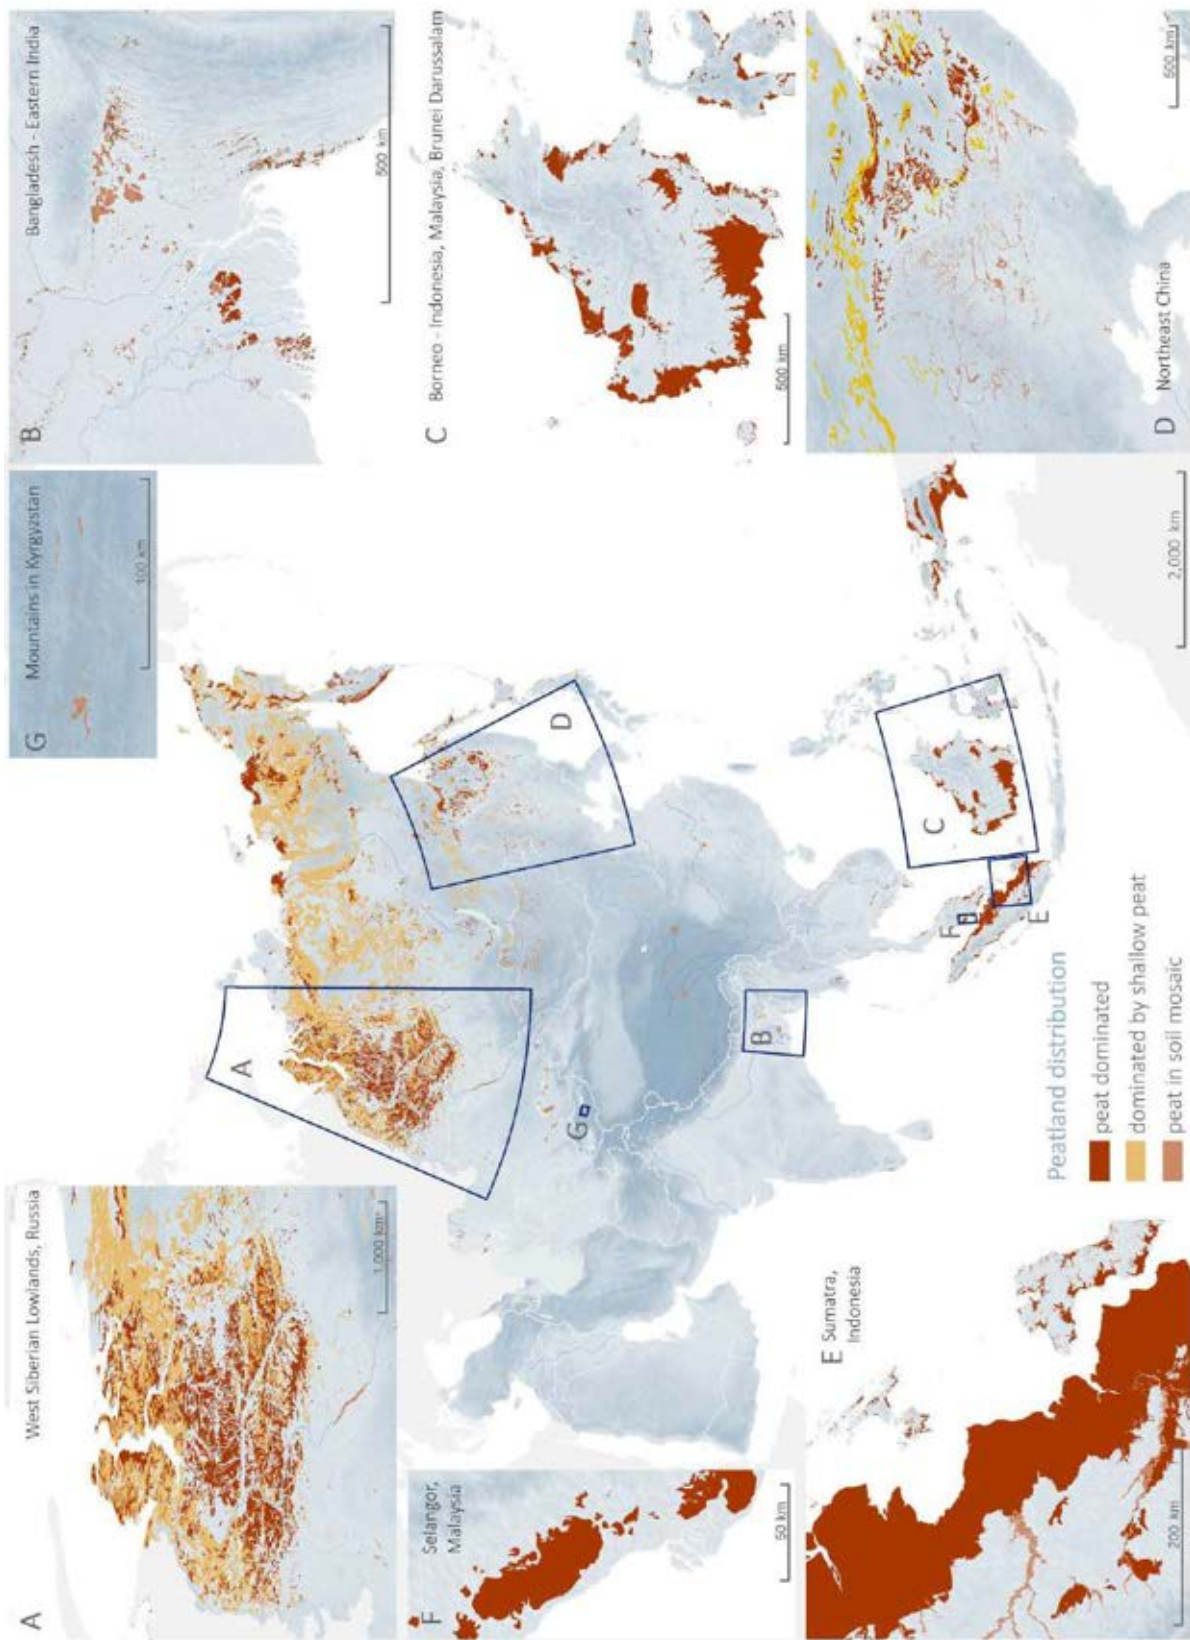 A
West Siberian Lowlands, Russia
1,000 km
G
Mountains in Kyrgyzstan
100 km
B
Bangladesh - Eastern India
500 km
F
Selangor,
Malaysia
50 km
A
D
G
B
C
F
E
C
Borneo - Indonesia, Malaysia, Brunei Darussalam
500 km
E Sumatra,
Indonesia
200 km
Peatland distribution
peat dominated
dominated by shallow peat
peat in soil mosaic
2,000 km
D
Northeast China
500 km